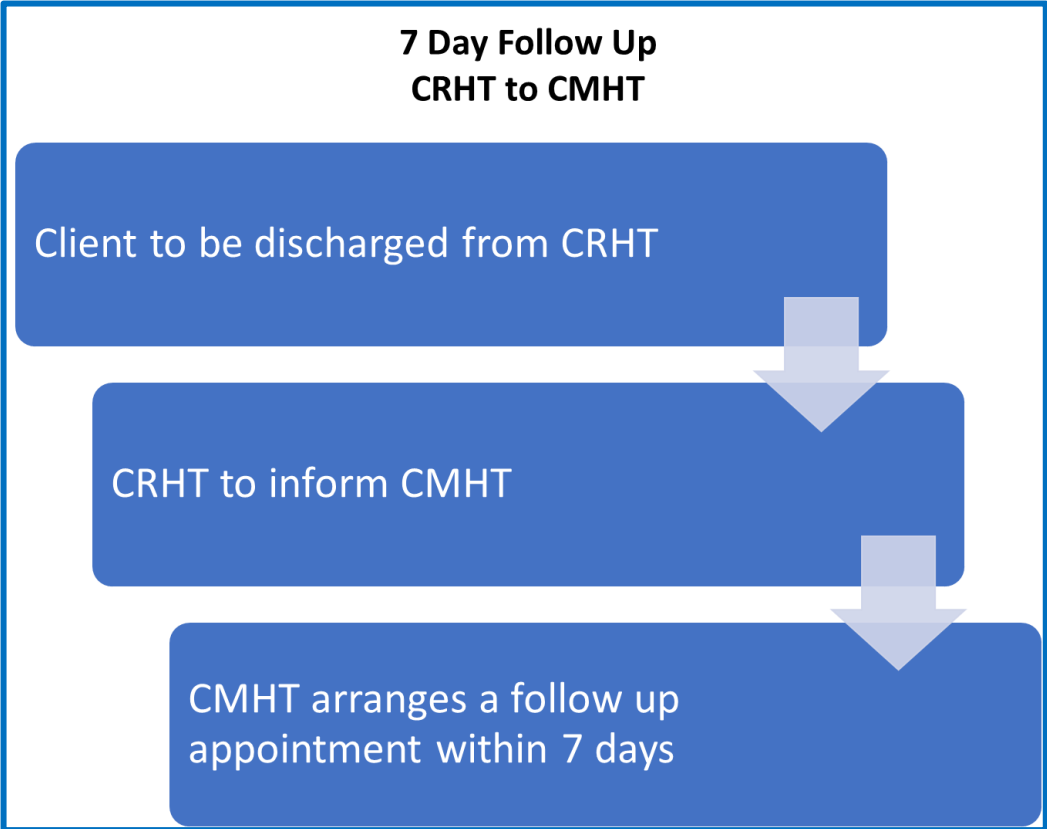 7 Day Follow Up
CRHT to CMHT
Client to be discharged from CRHT
CRHT to inform CMHT
CMHT arranges a follow up
appointment within 7 days